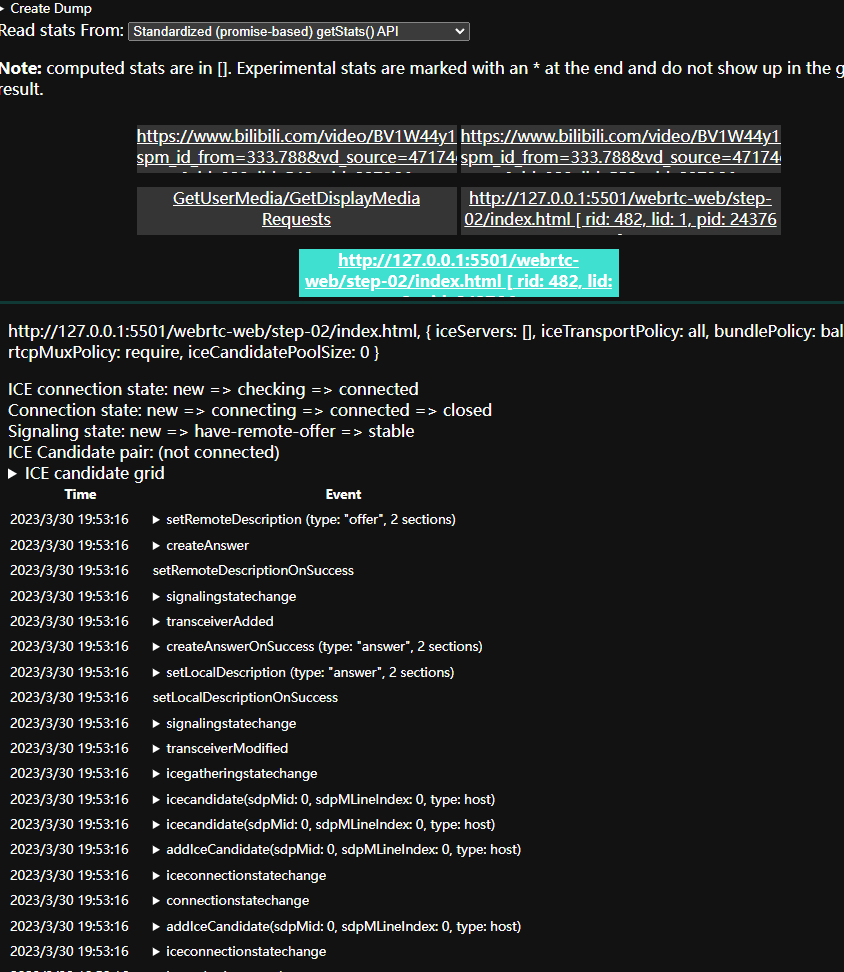 Create Dump
Read stats From: Standardized (promise-based) getStats() API
Note: computed stats are in []. Experimental stats are marked with an * at the end and do not show up in the g
result.
https://www.bilibili.com/video/BV1W44y1
spm_id_from=333.788&vd_source=47174
https://www.bilibili.com/video/BV1W44y1
spm_id_from=333.788&vd_source=47174
GetUserMedia/GetDisplayMedia
Requests
http://127.0.0.1:5501/webrtc-web/step-
02/index.html [ rid: 482, lid: 1, pid: 24376
http://127.0.0.1:5501/webrtc-
web/step-02/index.html [ rid: 482, lid:
http://127.0.0.1:5501/webrtc-web/step-02/index.html, { iceServers: [], iceTransportPolicy: all, bundlePolicy: bal
rtcpMuxPolicy: require, iceCandidatePoolSize: 0 }
ICE connection state: new => checking => connected
Connection state: new => connecting => connected => closed
Signaling state: new => have-remote-offer => stable
ICE Candidate pair: (not connected)
ICE candidate grid
Time Event
2023/3/30 19:53:16 setRemoteDescription (type: "offer", 2 sections)
2023/3/30 19:53:16 createAnswer
2023/3/30 19:53:16 setRemoteDescriptionOnSuccess
2023/3/30 19:53:16 signalingstatechange
2023/3/30 19:53:16 transceiverAdded
2023/3/30 19:53:16 createAnswerOnSuccess (type: "answer", 2 sections)
2023/3/30 19:53:16 setLocalDescription (type: "answer", 2 sections)
2023/3/30 19:53:16 setLocalDescriptionOnSuccess
2023/3/30 19:53:16 signalingstatechange
2023/3/30 19:53:16 transceiverModified
2023/3/30 19:53:16 icegatheringstatechange
2023/3/30 19:53:16 icecandidate(sdpMid: 0, sdpMLineIndex: 0, type: host)
2023/3/30 19:53:16 icecandidate(sdpMid: 0, sdpMLineIndex: 0, type: host)
2023/3/30 19:53:16 addIceCandidate(sdpMid: 0, sdpMLineIndex: 0, type: host)
2023/3/30 19:53:16 iceconnectionstatechange
2023/3/30 19:53:16 connectionstatechange
2023/3/30 19:53:16 addIceCandidate(sdpMid: 0, sdpMLineIndex: 0, type: host)
2023/3/30 19:53:16 iceconnectionstatechange